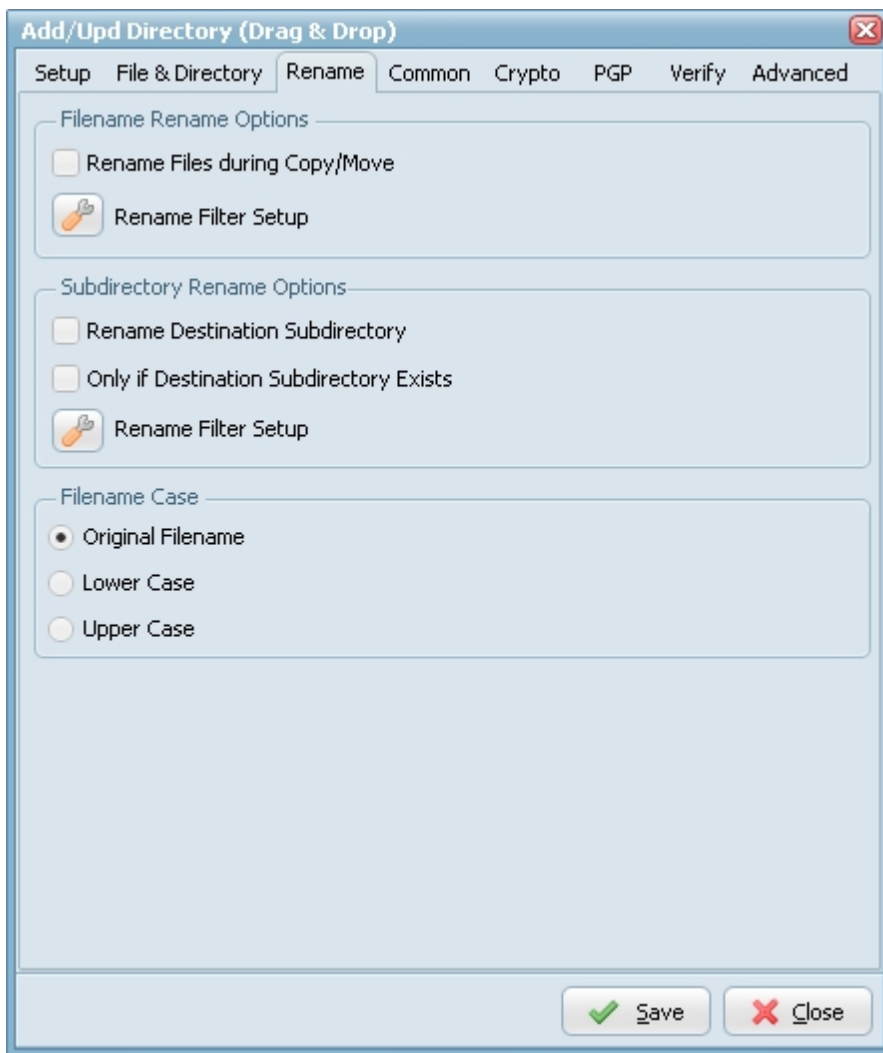 Add/Upd Directory (Drag & Drop)
Setup File & Directory Rename Common Crypto PGP Verify Advanced
Filename Rename Options
Rename Files during Copy/Move
Rename Filter Setup
Subdirectory Rename Options
Rename Destination Subdirectory
Only if Destination Subdirectory Exists
Rename Filter Setup
Filename Case
Original Filename
Lower Case
Upper Case
Save Close